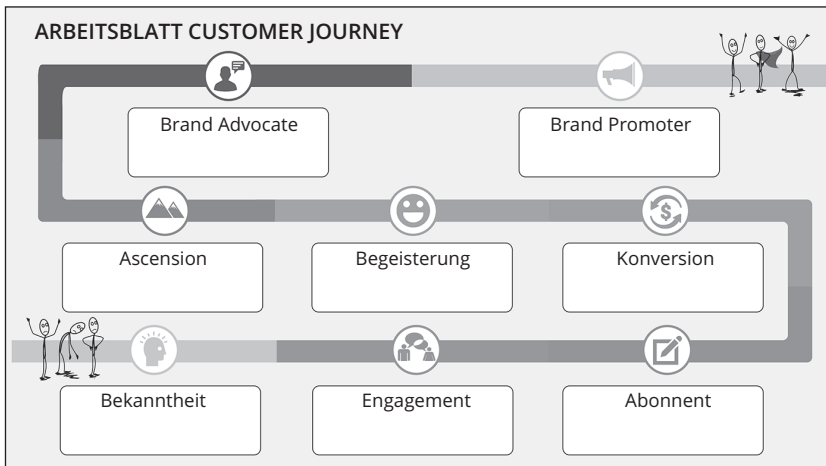 ARBEITSBLATT CUSTOMER JOURNEY
Brand Advocate
Brand Promoter
Ascension
Begeisterung
Konversion
Bekanntheit
Engagement
Abonnent